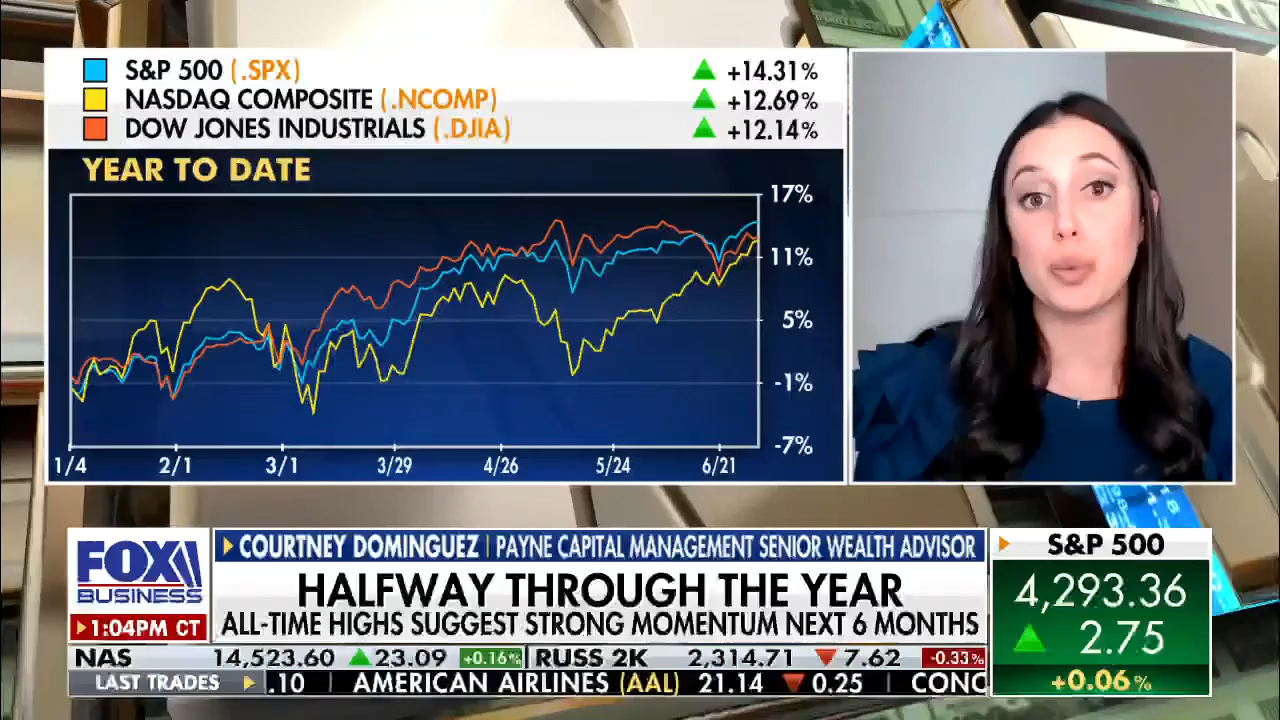 S&P 500 (.SPX) +14.31%
NASDAQ COMPOSITE (.NCOMP) +12.69%
DOW JONES INDUSTRIALS (.DJIA) +12.14%
YEAR TO DATE
17%
11%
5%
-1%
-7%
1/4 2/1 3/1 3/29 4/26 5/24 6/21
FOX
BUSINESS
1:04PM CT
COURTNEY DOMINGUEZ | PAYNE CAPITAL MANAGEMENT SENIOR WEALTH ADVISOR
HALFWAY THROUGH THE YEAR
ALL-TIME HIGHS SUGGEST STRONG MOMENTUM NEXT 6 MONTHS
S&P 500
4,293.36
2.75
+0.06%
NAS 14,523.60 23.09 +0.16% RUSS 2K 2,314.71 7.62 -0.33%
LAST TRADES .10 | AMERICAN AIRLINES (AAL) 21.14 0.25 | CONC